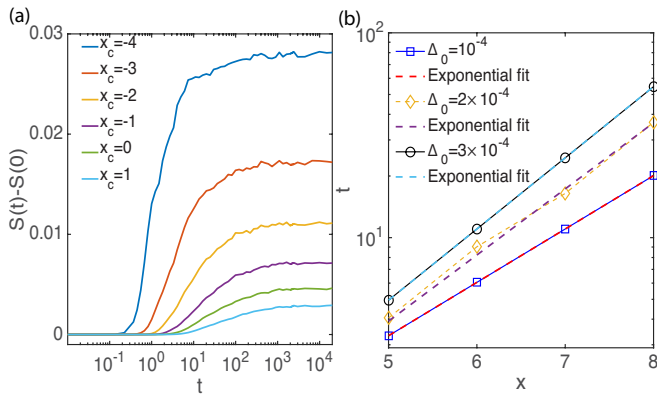 (a)
0.03
0.02
0.01
0
S(t)-S(0)
x_c=-4
x_c=-3
x_c=-2
x_c=-1
x_c=0
x_c=1
10^-1 10^0 10^1 10^2 10^3 10^4
t
(b)
10^2
10^1
t
Δ_0=10^-4
Exponential fit
Δ_0=2×10^-4
Exponential fit
Δ_0=3×10^-4
Exponential fit
5 6 7 8
x